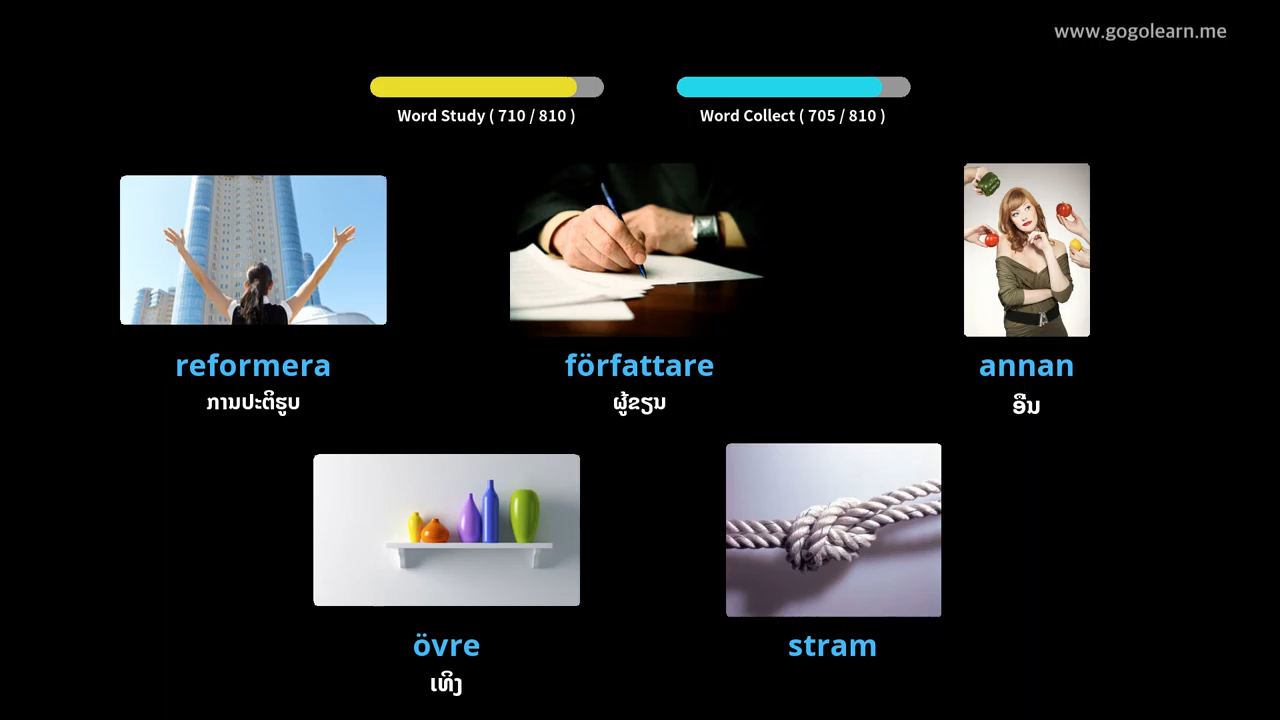 www.gogolearn.me
Word Study ( 710 / 810 )
Word Collect ( 705 / 810 )
reformera
ການປະຕິຮູບ
författare
ຜູ້ຂຽນ
annan
ອືນ
övre
ເທິງ
stram